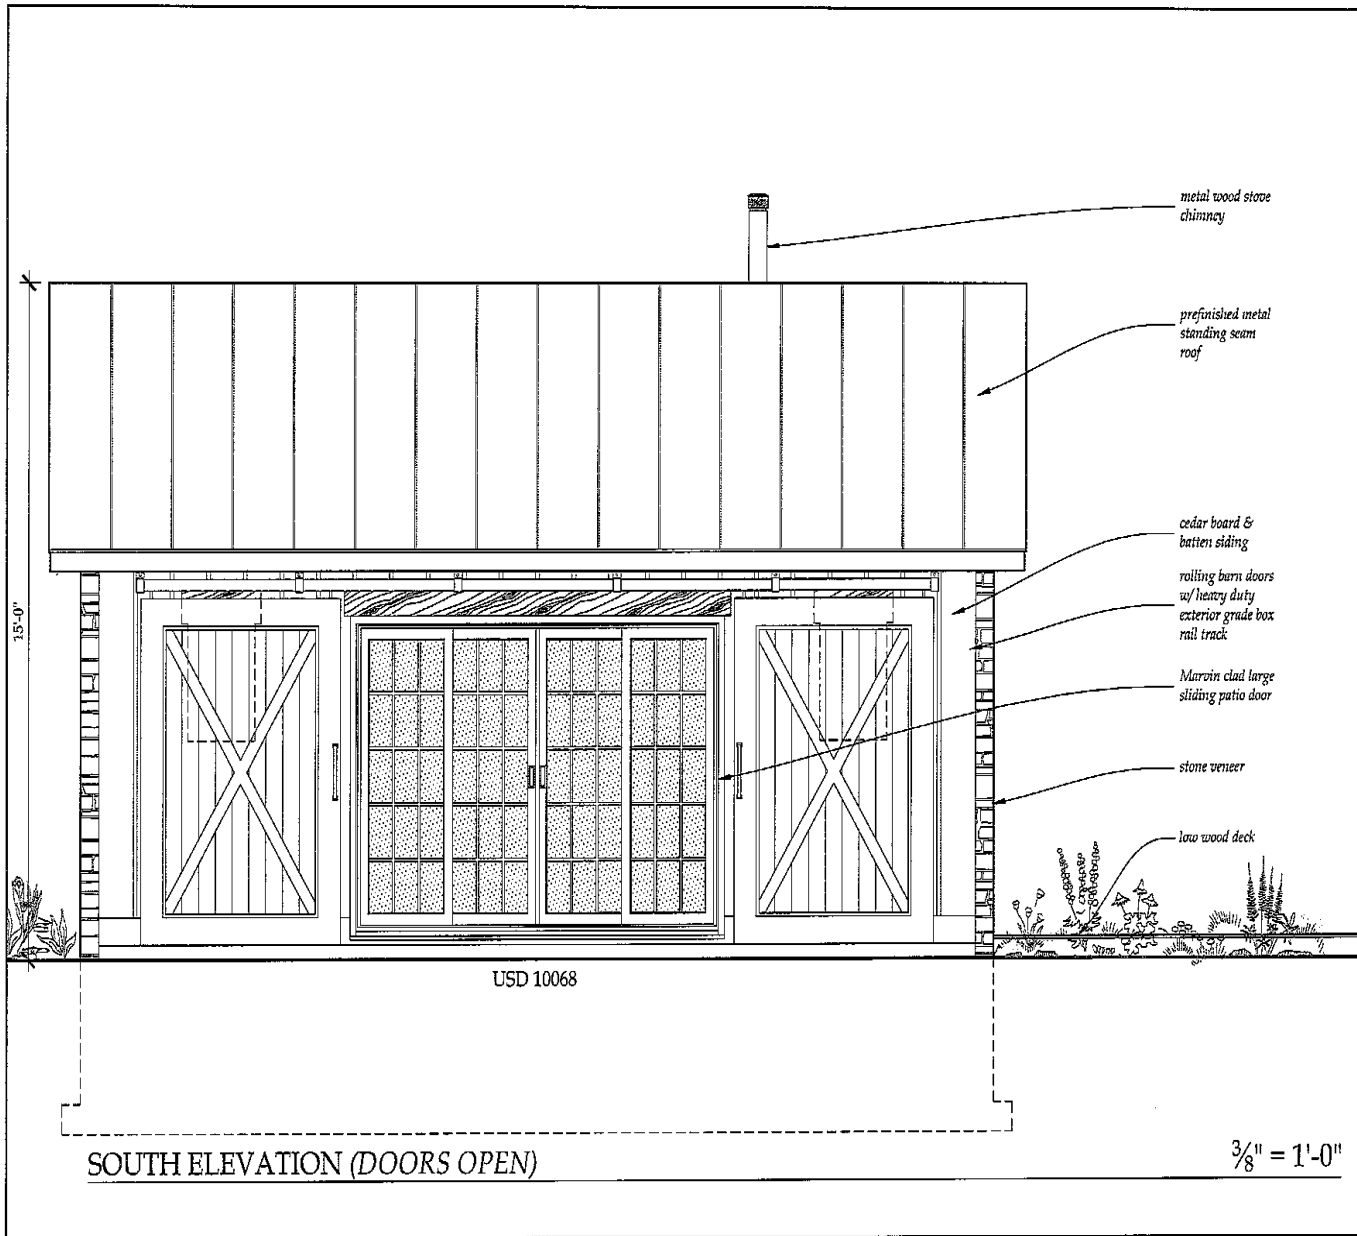 metal wood stove
chimney
prefinished metal
standing seam
roof
cedar board &
batten siding
rolling barn doors
w/ heavy duty
exterior grade box
rail track
Marvin clad large
sliding patio door
stone veneer
low wood deck
15'-0"
USD 10068
SOUTH ELEVATION (DOORS OPEN)
3/8" = 1'-0"